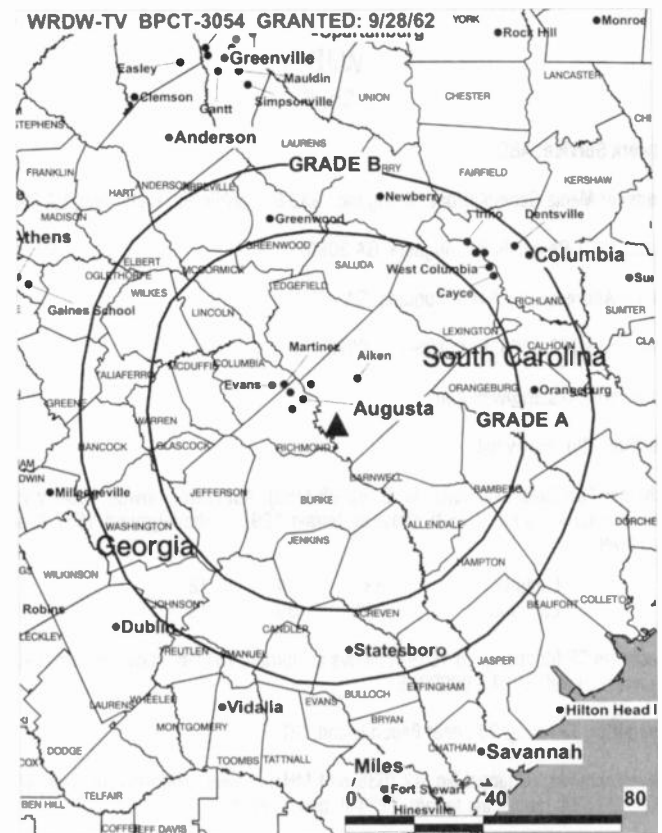 WRDW-TV BPCT-3054 GRANTED: 9/28/62
YORK
Monroe
Spartanburg
Rock Hill
Greenville
Easley
Mauldin
LANCASTER
Clemson
Gantt
Simpsonville
UNION
CHESTER
STEPHENS
Anderson
LAURENS
GRADE B
FRANKLIN
HART
ANDERSON
FAIRFIELD
KERSHAW
MADISON
Newberry
Greenwood
Irmo
Dentsville
Athens
ELBERT
GREENWOOD
Columbia
OGLETHORPE
MCCORMICK
SALUDA
West Columbia
Gaines School
WILKES
EDGEFIELD
Cayce
RICHLAND
SUMTER
LINCOLN
LEXINGTON
Martinez
Aiken
CALHOUN
South Carolina
COLUMBIA
MCDUFFIE
TALIAFERRO
Evans
ORANGEBURG
Orangeburg
GREENE
Augusta
GRADE A
WARREN
HANCOCK
GLASCOCK
RICHMOND
BARNWELL
BAMBERG
Milledgeville
JEFFERSON
BURKE
WASHINGTON
ALLENDALE
Georgia
JENKINS
HAMPTON
WILKINSON
COLLETON
JOHNSON
BEAUFORT
Robins
SCREVEN
Dublin
CANDLER
TREUTLEN
EMANUEL
Statesboro
JASPER
EFFINGHAM
LAURENS
WHEELER
BULLOCH
Vidalia
EVANS
Hilton Head I
MONTGOMERY
BRYAN
DODGE
TOOMBS
TATTNALL
CHATHAM
Savannah
Miles
TELFAIR
Fort Stewart
0 40 80
BEN HILL
Hinesville
JEFF DAVIS